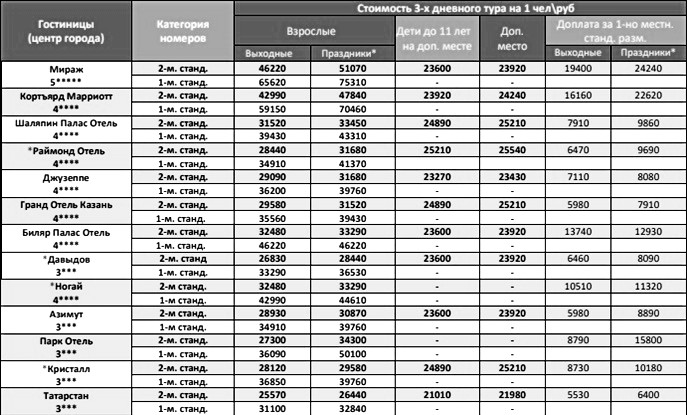 Гостиницы (центр города) Категория номеров Стоимость 3-х дневного тура на 1 чел\руб
Взрослые Дети до 11 лет на доп. месте Доп. место Доплата за 1-но местн. станд. разм.
Выходные Праздники* Выходные Праздники*
Мираж 5***** 2-м. станд. 46220 51070 23600 23920 19400 24240
1-м. станд. 65620 75310 - -
Кортъярд Марриотт 4**** 2-м. станд. 42990 47840 23920 24240 16160 22620
1-м. станд. 59150 70460 - -
Шаляпин Палас Отель 4**** 2-м. станд. 31520 33450 24890 25210 7910 9860
1-м. станд. 39430 43310 - -
*Раймонд Отель 4**** 2-м. станд. 28440 31680 25210 25540 6470 9690
1-м. станд. 34910 41370 - -
Джузеппе 4**** 2-м. станд. 29090 31680 23270 23430 7110 8080
1-м. станд. 36200 39760 - -
Гранд Отель Казань 4**** 2-м. станд. 29580 31520 24890 25210 5980 7910
1-м. станд. 35560 39430 - -
Биляр Палас Отель 4**** 2-м. станд. 32480 33290 23600 23920 13740 12930
1-м. станд. 46220 46220 - -
*Давыдов 3*** 2-м. станд 26830 28440 23600 23920 6460 8090
1-м. станд. 33290 36530 - -
*Ногай 4**** 2-м станд. 32480 33290 - - 10510 11320
1-м станд. 42990 44610 - -
Азимут 3*** 2-м станд. 28930 30870 23600 23920 5980 8890
1-м станд. 34910 39760 - -
Парк Отель 3*** 2-м. станд. 27300 34300 - - 8790 15800
1-м. станд. 36090 50100 - -
*Кристалл 3*** 2-м. станд. 28120 29580 24890 25210 8730 10180
1-м. станд. 36850 39760 - -
Татарстан 3*** 2-м. станд. 25570 26440 21010 21980 5530 6400
1-м. станд. 31100 32840 - -